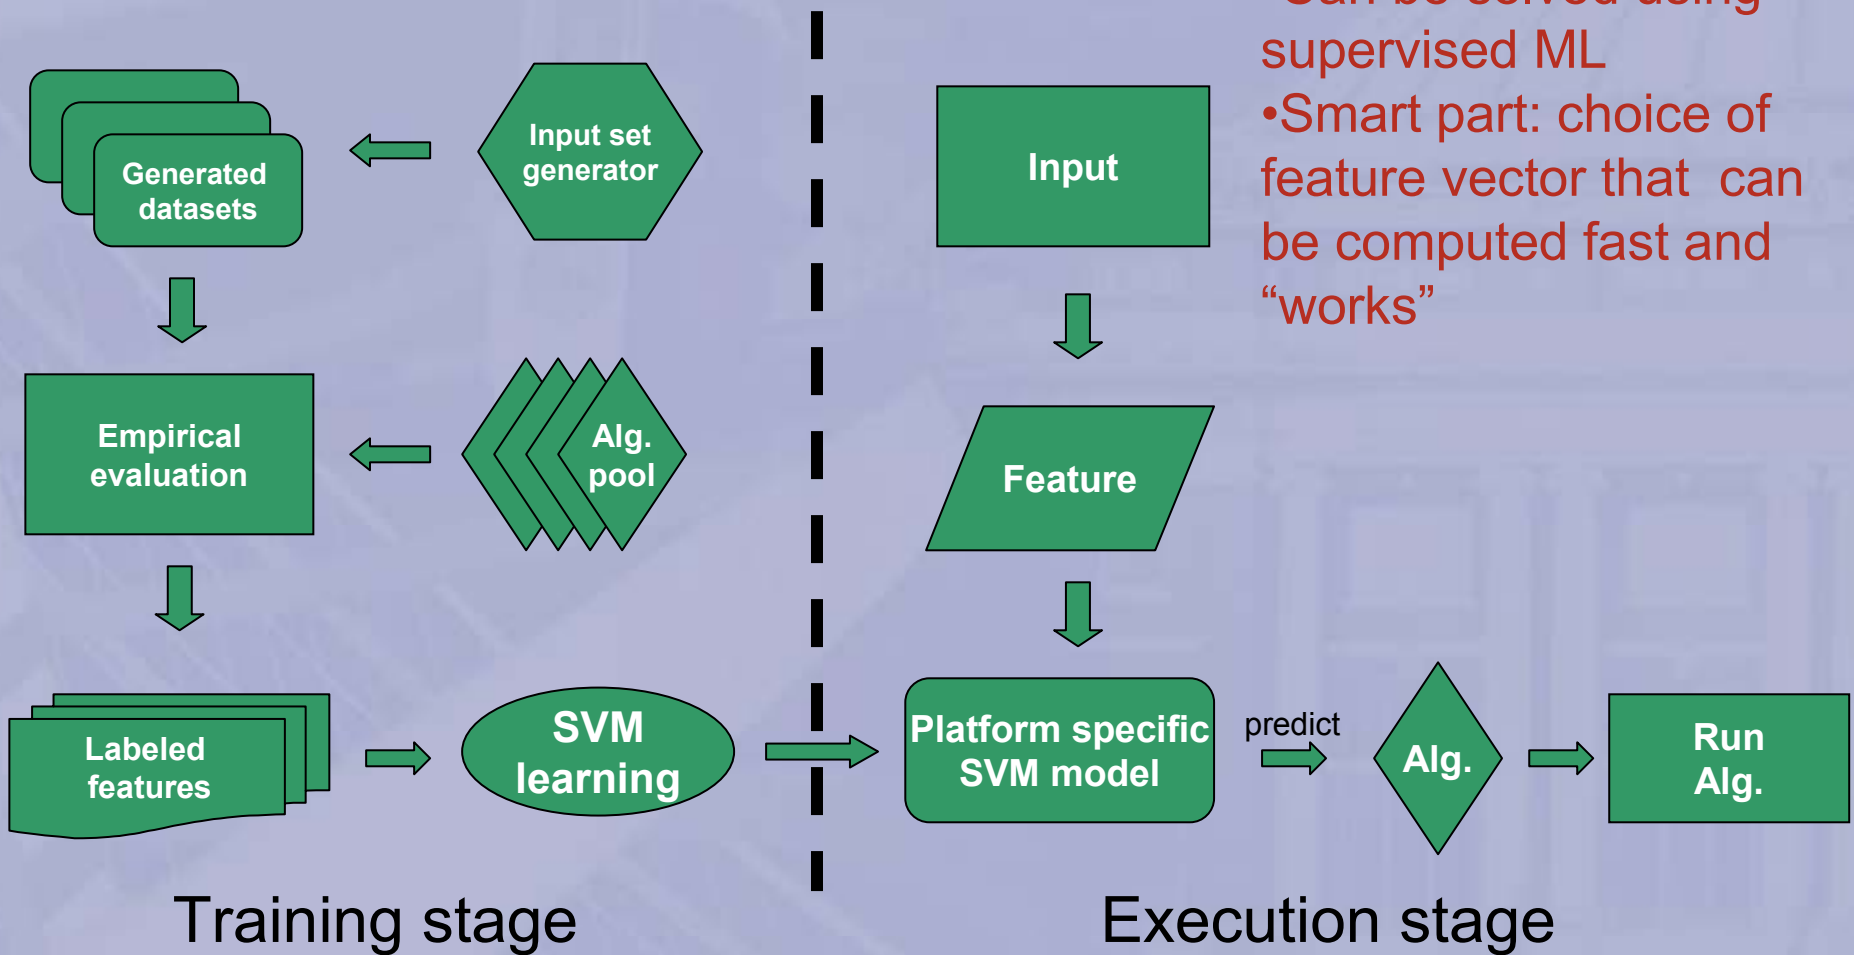 Input set
generator
Generated
datasets
Empirical
evaluation
Alg.
pool
Labeled
features
SVM
learning
Training stage
solved using
supervised ML
•Smart part: choice of
feature vector that can
be computed fast and
“works”
Input
Feature
Platform specific
SVM model
predict
Alg.
Run
Alg.
Execution stage